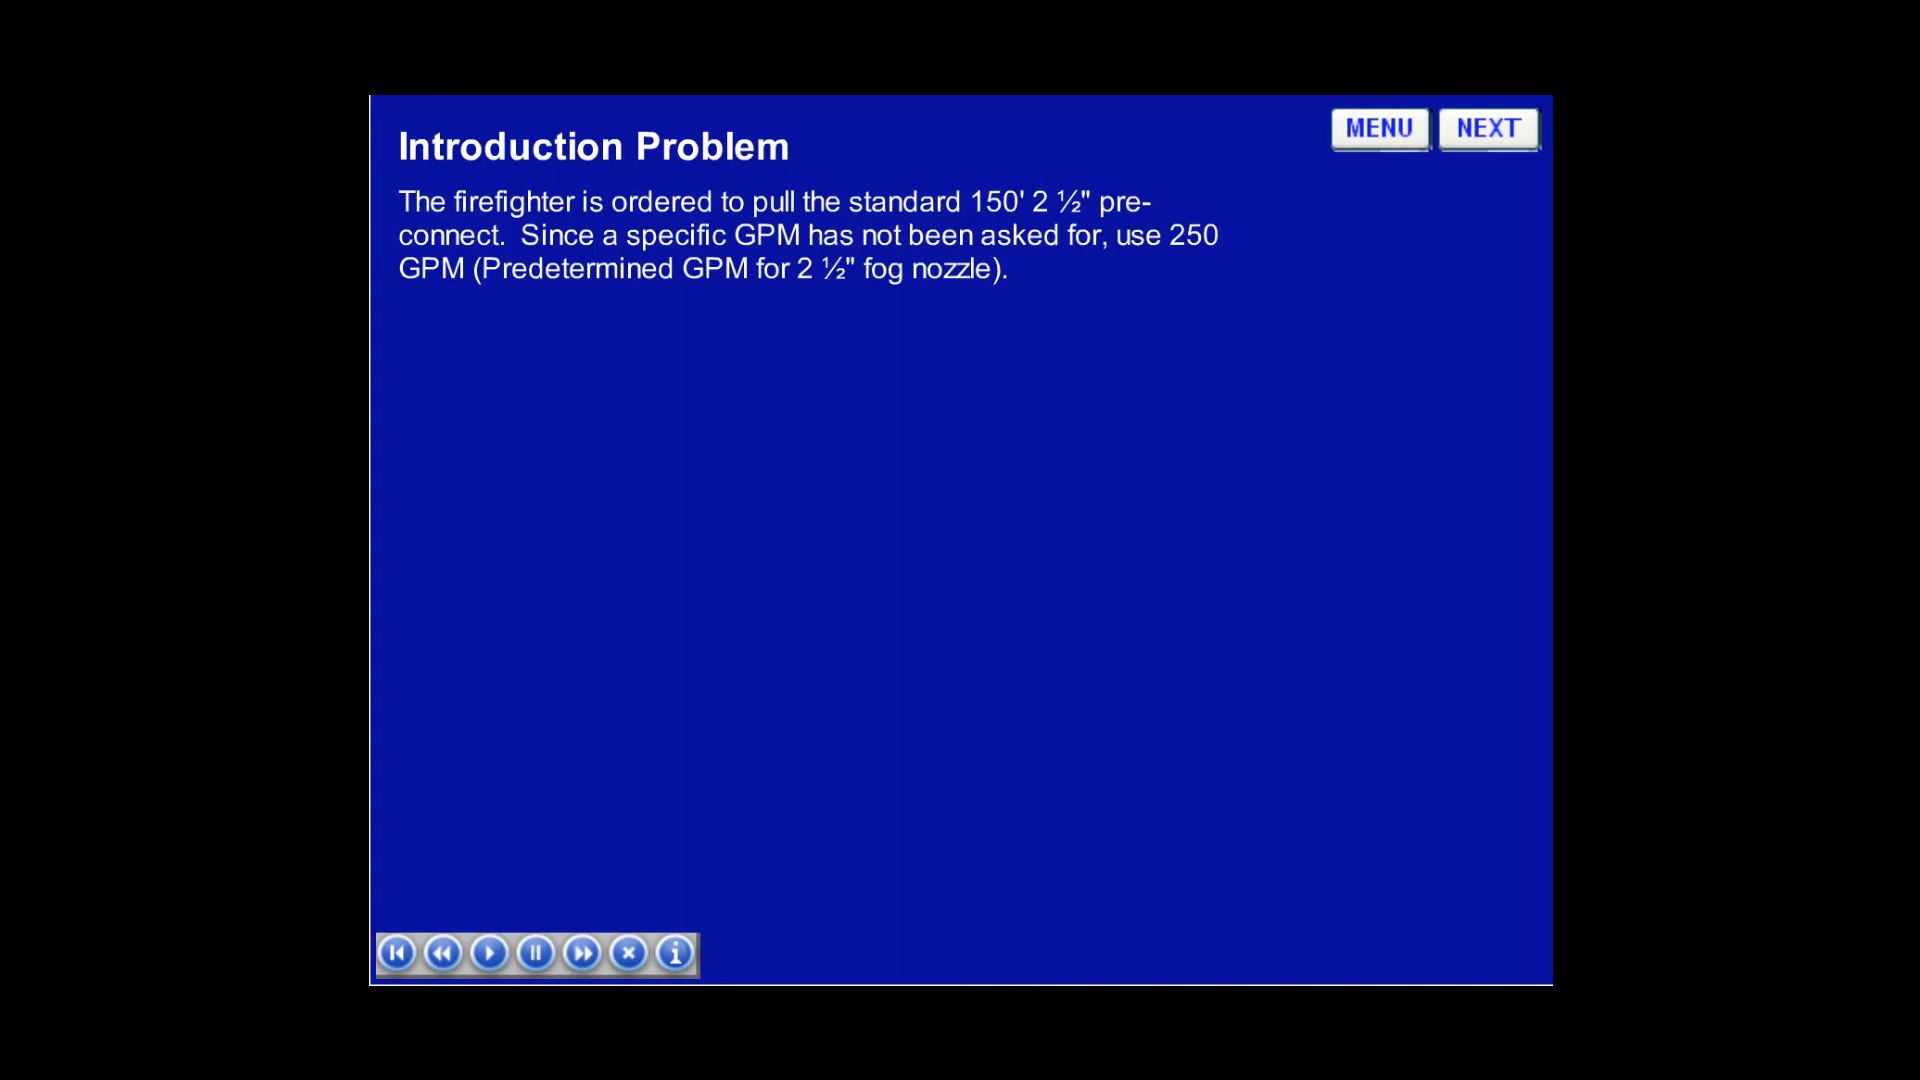 MENU NEXT
Introduction Problem
The firefighter is ordered to pull the standard 150' 2 ½" pre-
connect.  Since a specific GPM has not been asked for, use 250
GPM (Predetermined GPM for 2 ½" fog nozzle).